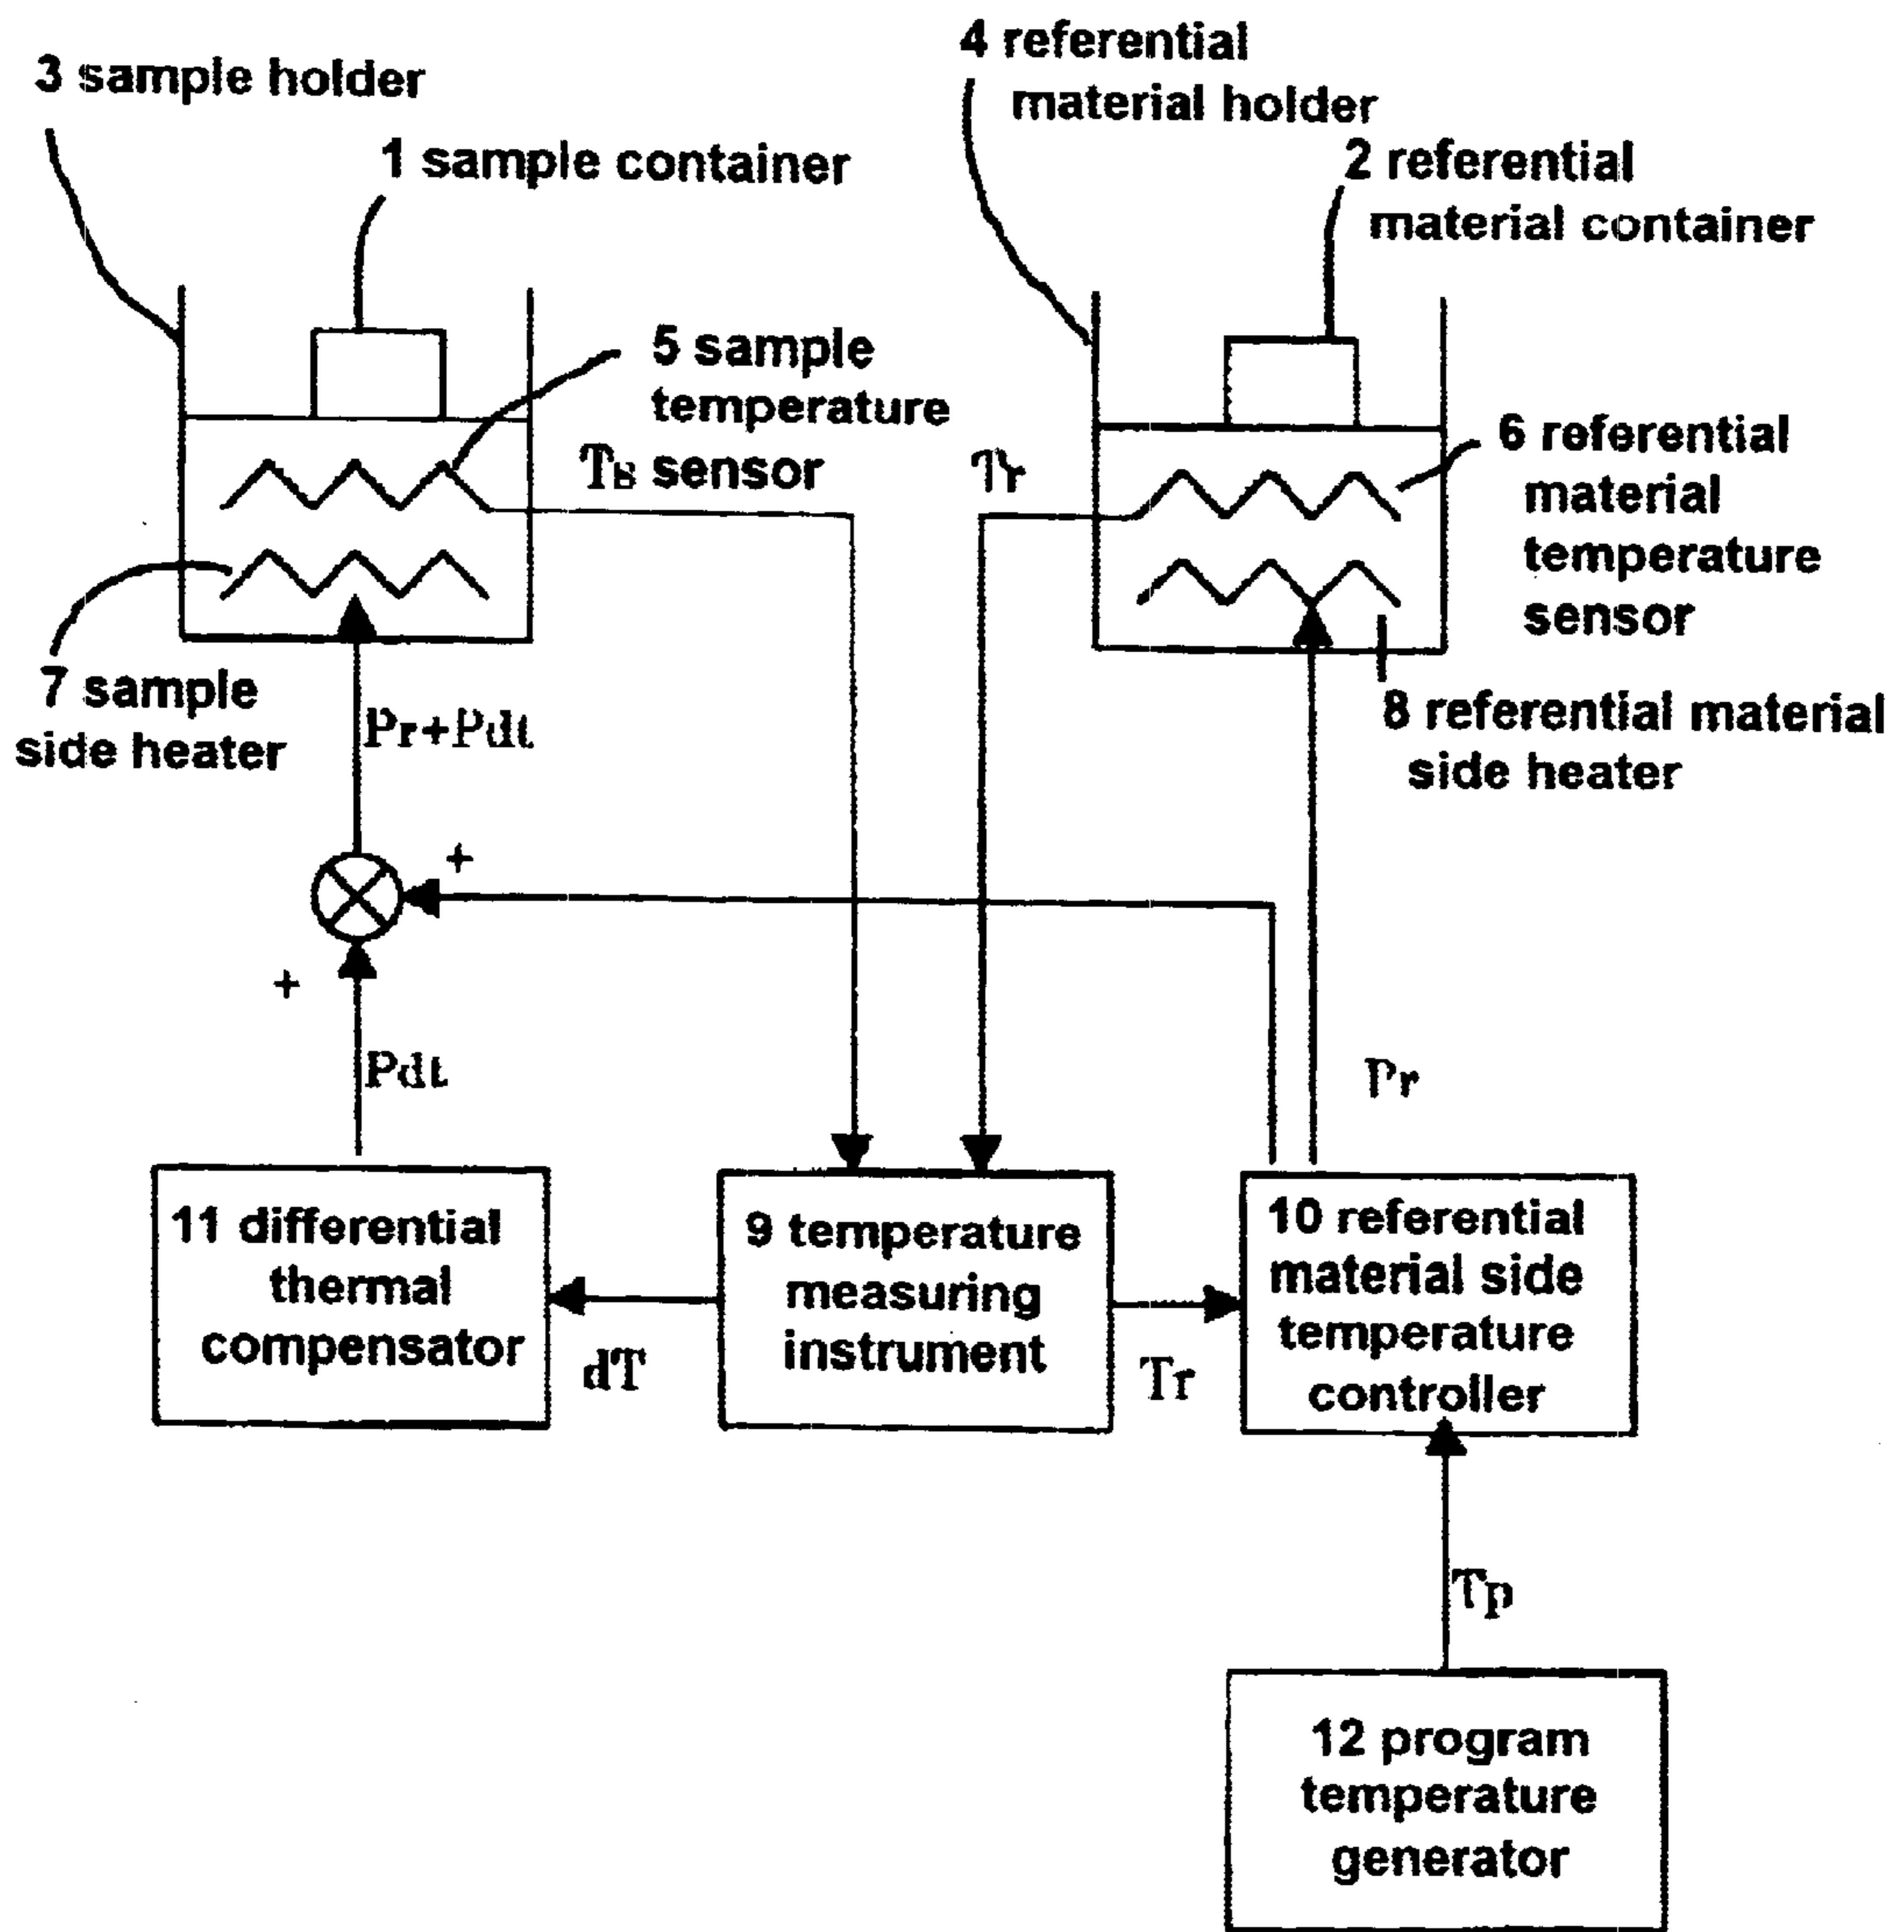 4 referential
material holder
3 sample holder
1 sample container
2 referential
material container
5 sample
temperature
Ts sensor
Tr
6 referential
material
temperature
sensor
7 sample
side heater
8 referential material
side heater
Pr+Pdt
+
+
Pdt
Pr
11 differential
thermal
compensator
dT
9 temperature
measuring
instrument
Tr
10 referential
material side
temperature
controller
Tp
12 program
temperature
generator